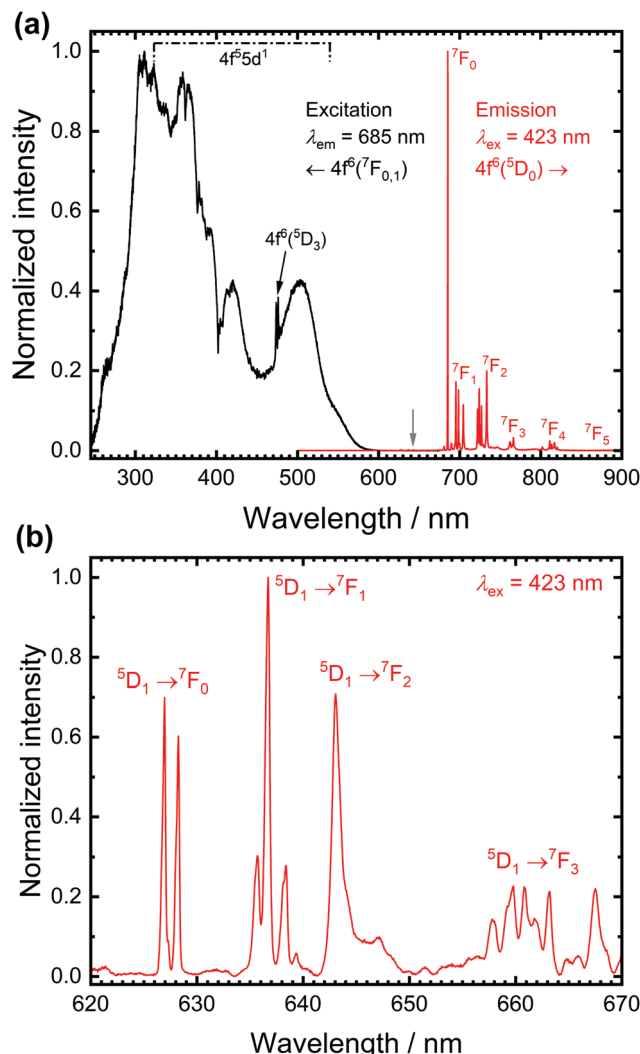 (a)
Normalized intensity
1.0
0.8
0.6
0.4
0.2
0.0
4f⁵5d¹
Excitation
λem = 685 nm
← 4f⁶(⁷F₀,₁)
Emission
λex = 423 nm
4f⁶(⁵D₀) →
4f⁶(⁵D₃)
⁷F₀
⁷F₁
⁷F₂
⁷F₃
⁷F₄
⁷F₅
300 400 500 600 700 800 900
Wavelength / nm
(b)
Normalized intensity
1.0
0.8
0.6
0.4
0.2
0.0
λex = 423 nm
⁵D₁ → ⁷F₀
⁵D₁ → ⁷F₁
⁵D₁ → ⁷F₂
⁵D₁ → ⁷F₃
620 630 640 650 660 670
Wavelength / nm